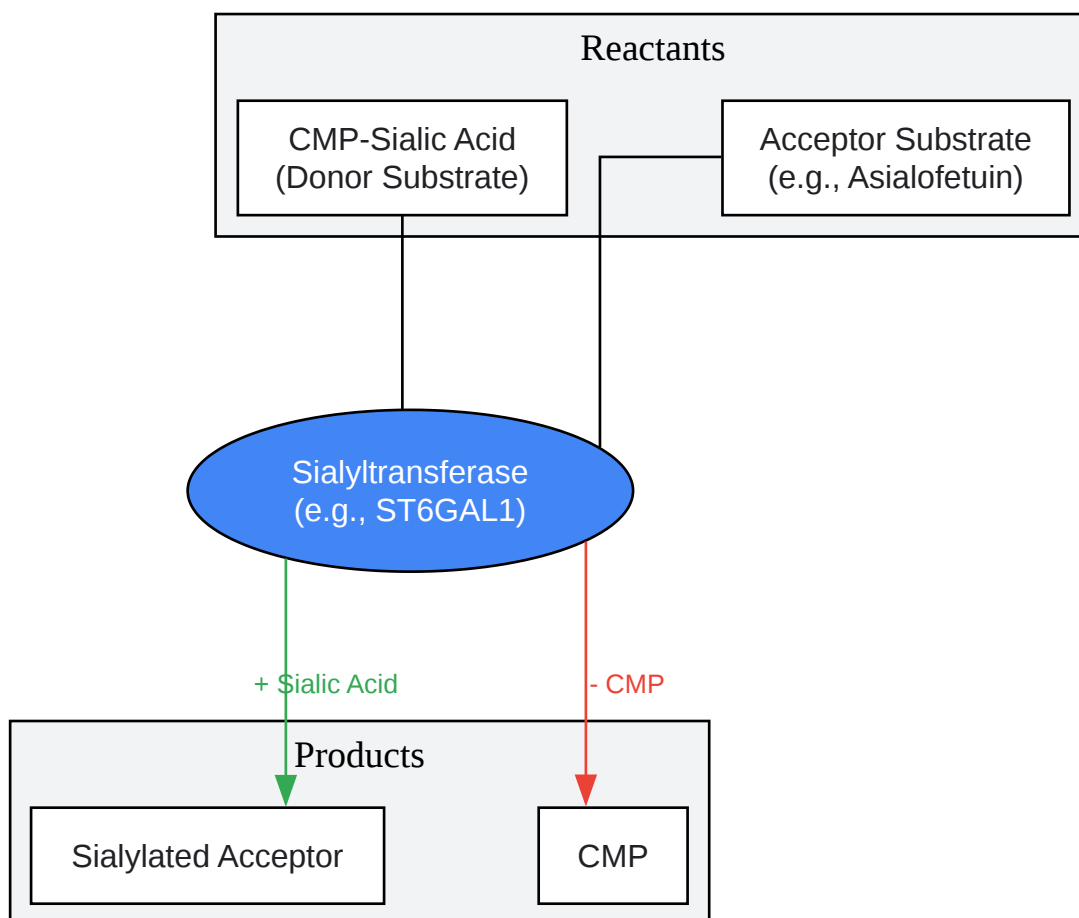 Reactants
CMP-Sialic Acid
(Donor Substrate)
Acceptor Substrate
(e.g., Asialofetuin)
Sialyltransferase
(e.g., ST6GAL1)
+ Sialic Acid
- CMP
Products
Sialylated Acceptor
CMP